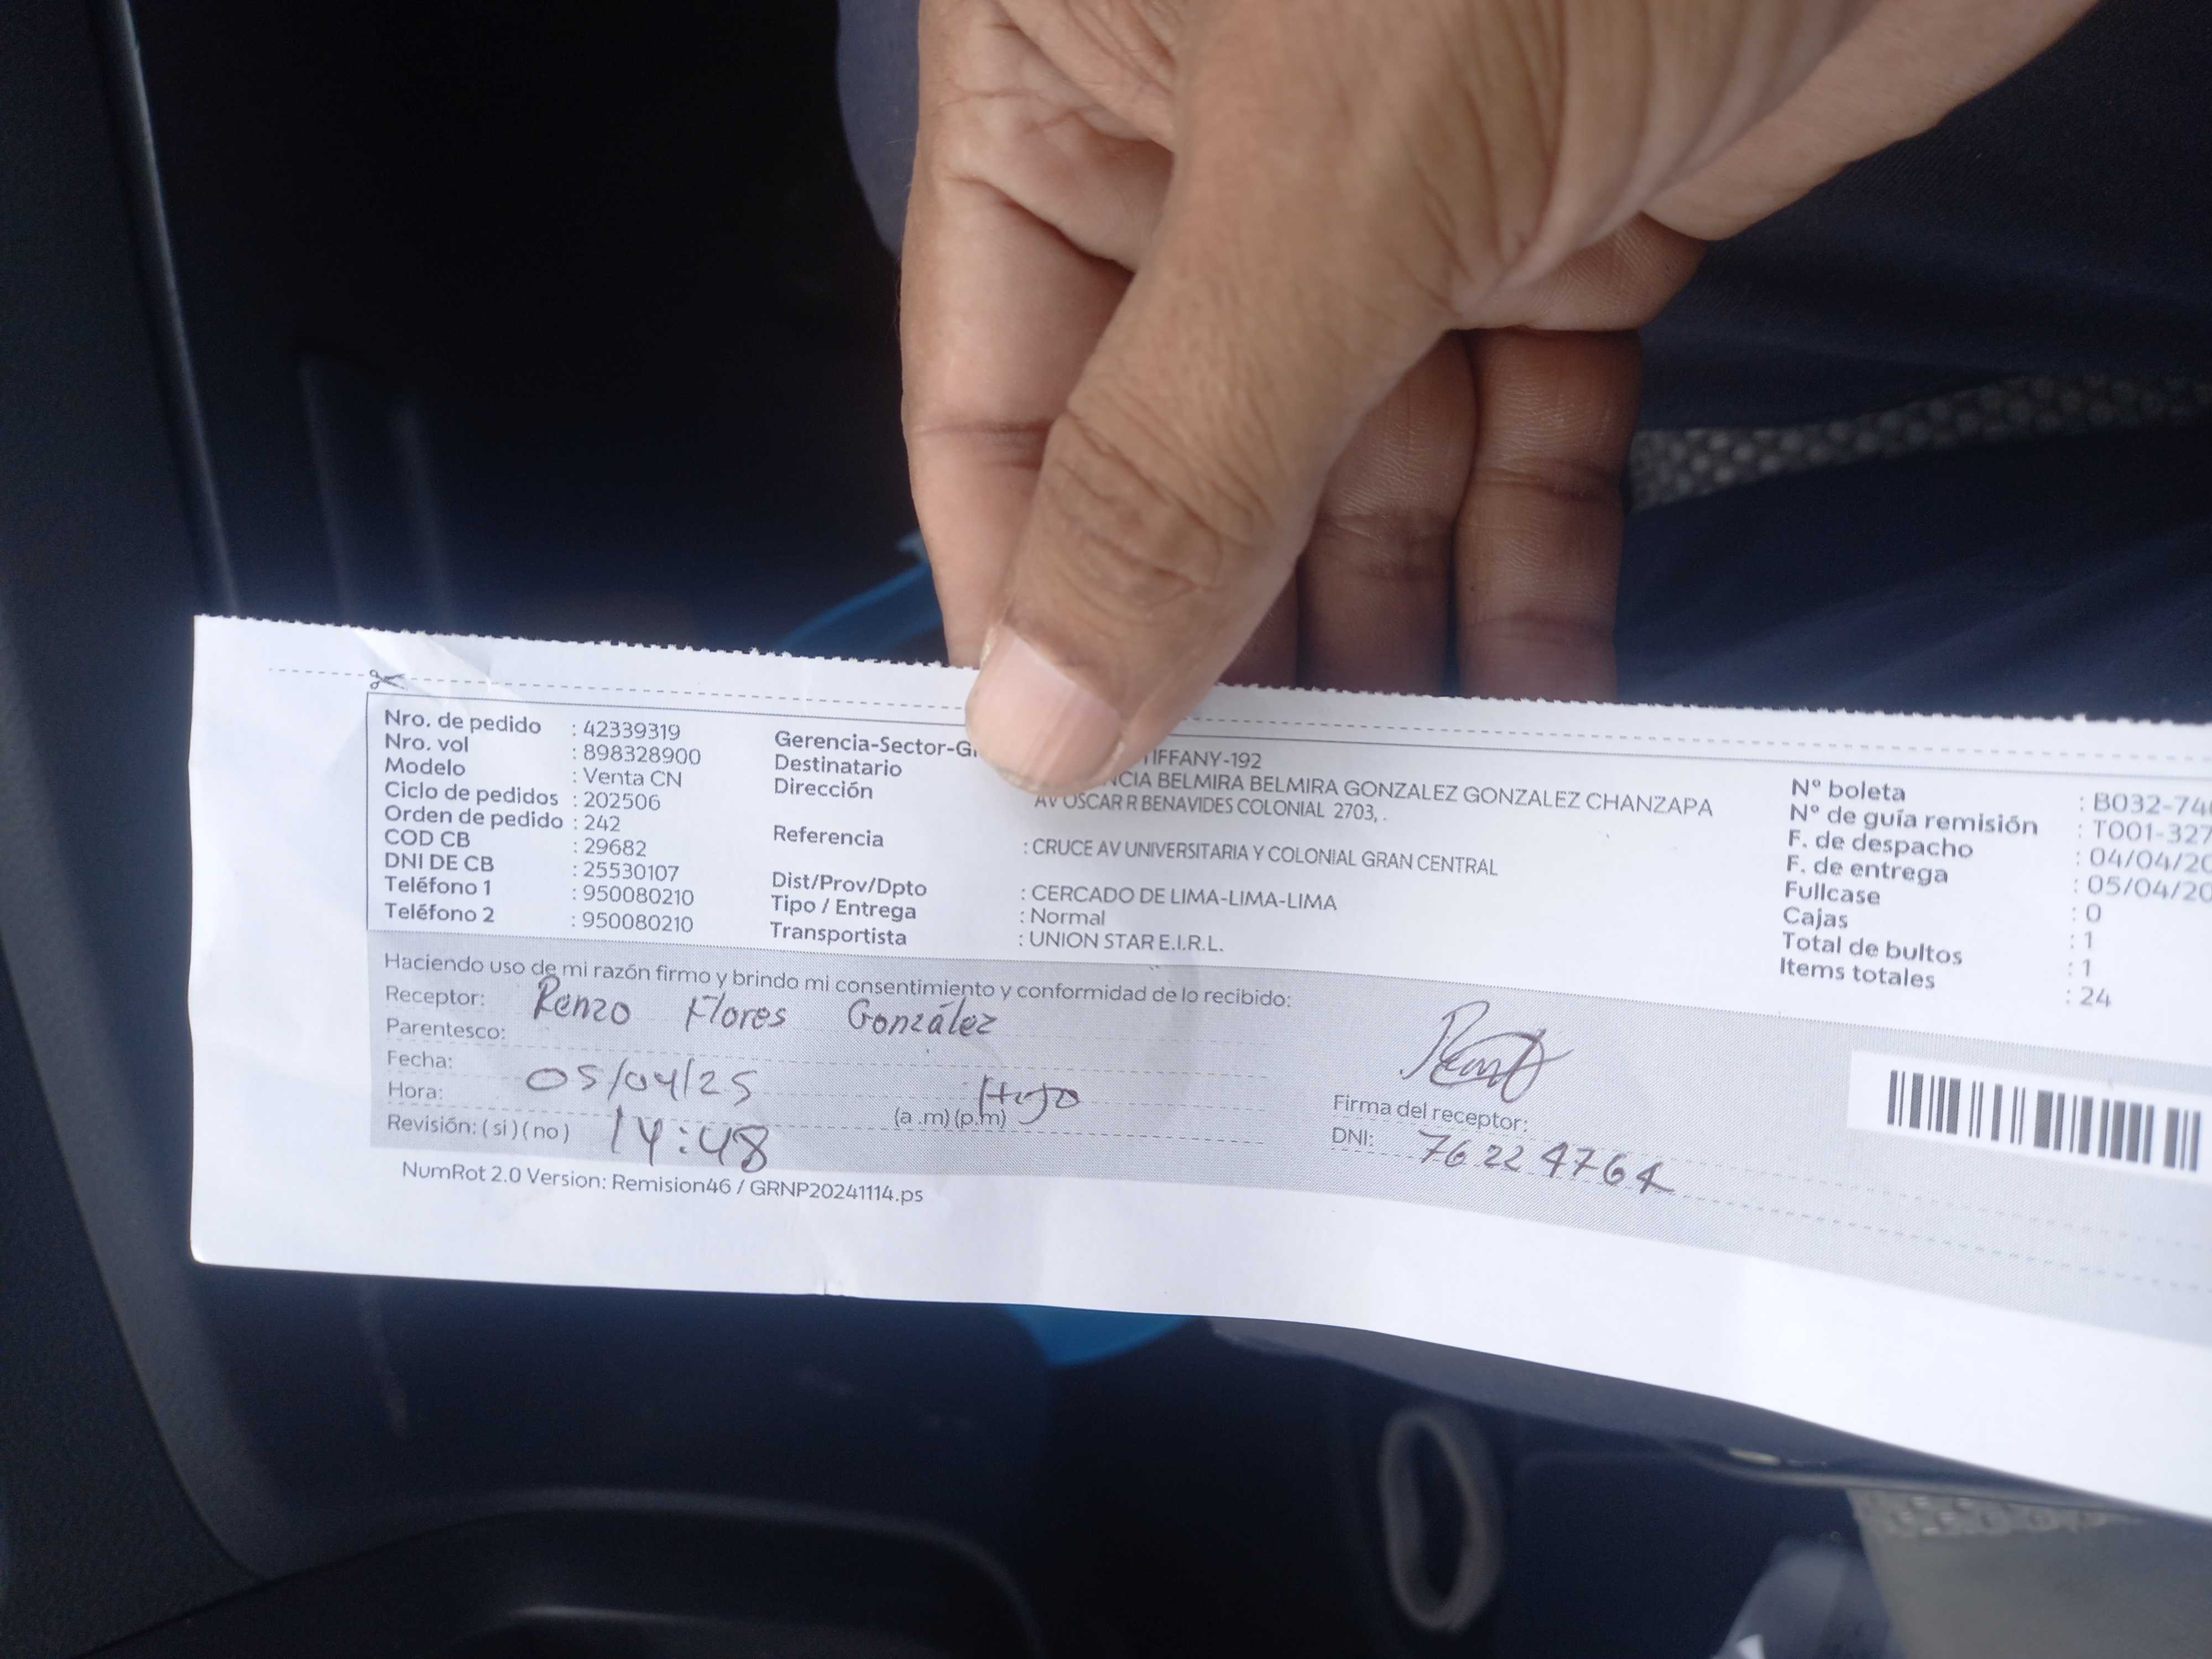 Nro. de pedido : 42339319
Nro. vol : 898328900
Modelo : Venta CN
Ciclo de pedidos : 202506
Orden de pedido : 242
COD CB : 29682
DNI DE CB : 25530107
Teléfono 1 : 950080210
Teléfono 2 : 950080210
Gerencia-Sector- TIFFANY-192
Destinatario BELMIRA BELMIRA GONZALEZ GONZALEZ CHANZAPA
Dirección AV OSCAR R BENAVIDES COLONIAL 2703, .
Referencia : CRUCE AV UNIVERSITARIA Y COLONIAL GRAN CENTRAL
Dist/Prov/Dpto : CERCADO DE LIMA-LIMA-LIMA
Tipo / Entrega : Normal
Transportista : UNION STAR E.I.R.L.
Nº boleta : B032-74
Nº de guía remisión : T001-327
F. de despacho : 04/04/20
F. de entrega : 05/04/20
Fullcase : 0
Cajas : 1
Total de bultos : 1
Items totales : 24
Haciendo uso de mi razón firmo y brindo mi consentimiento y conformidad de lo recibido:
Receptor: Renzo Flores González
Parentesco:
Fecha: 05/04/25 Hijo
Hora: (a .m) (p.m)
Revisión: ( si ) ( no ) 14:48
Firma del receptor:
DNI: 76224764
NumRot 2.0 Version: Remision46 / GRNP20241114.ps